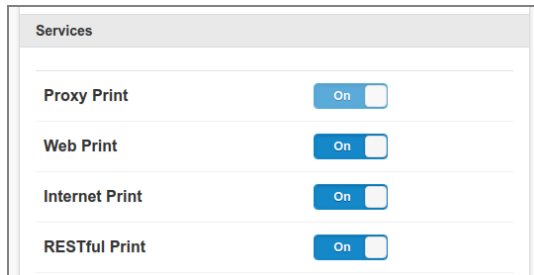 Services
Proxy Print On
Web Print On
Internet Print On
RESTful Print On